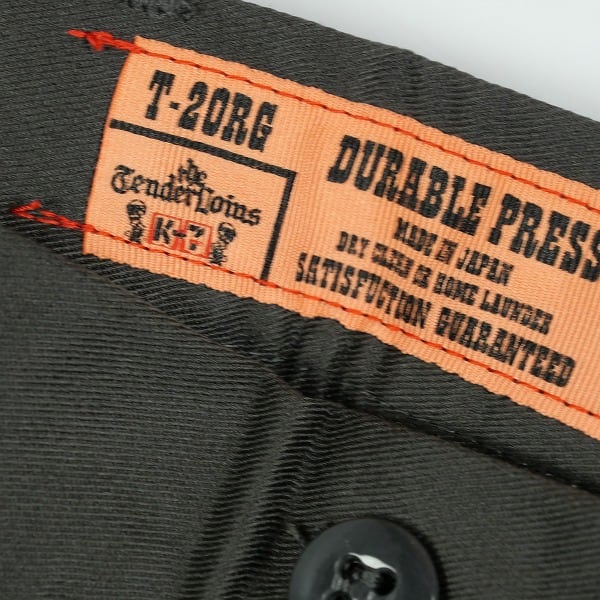 T-20RG
the
TenderLoins
K-7
DURABLE PRESS
MADE IN JAPAN
DRY CLEAN OR HOME LAUNDER
SATISFUCTION GUARANTEED